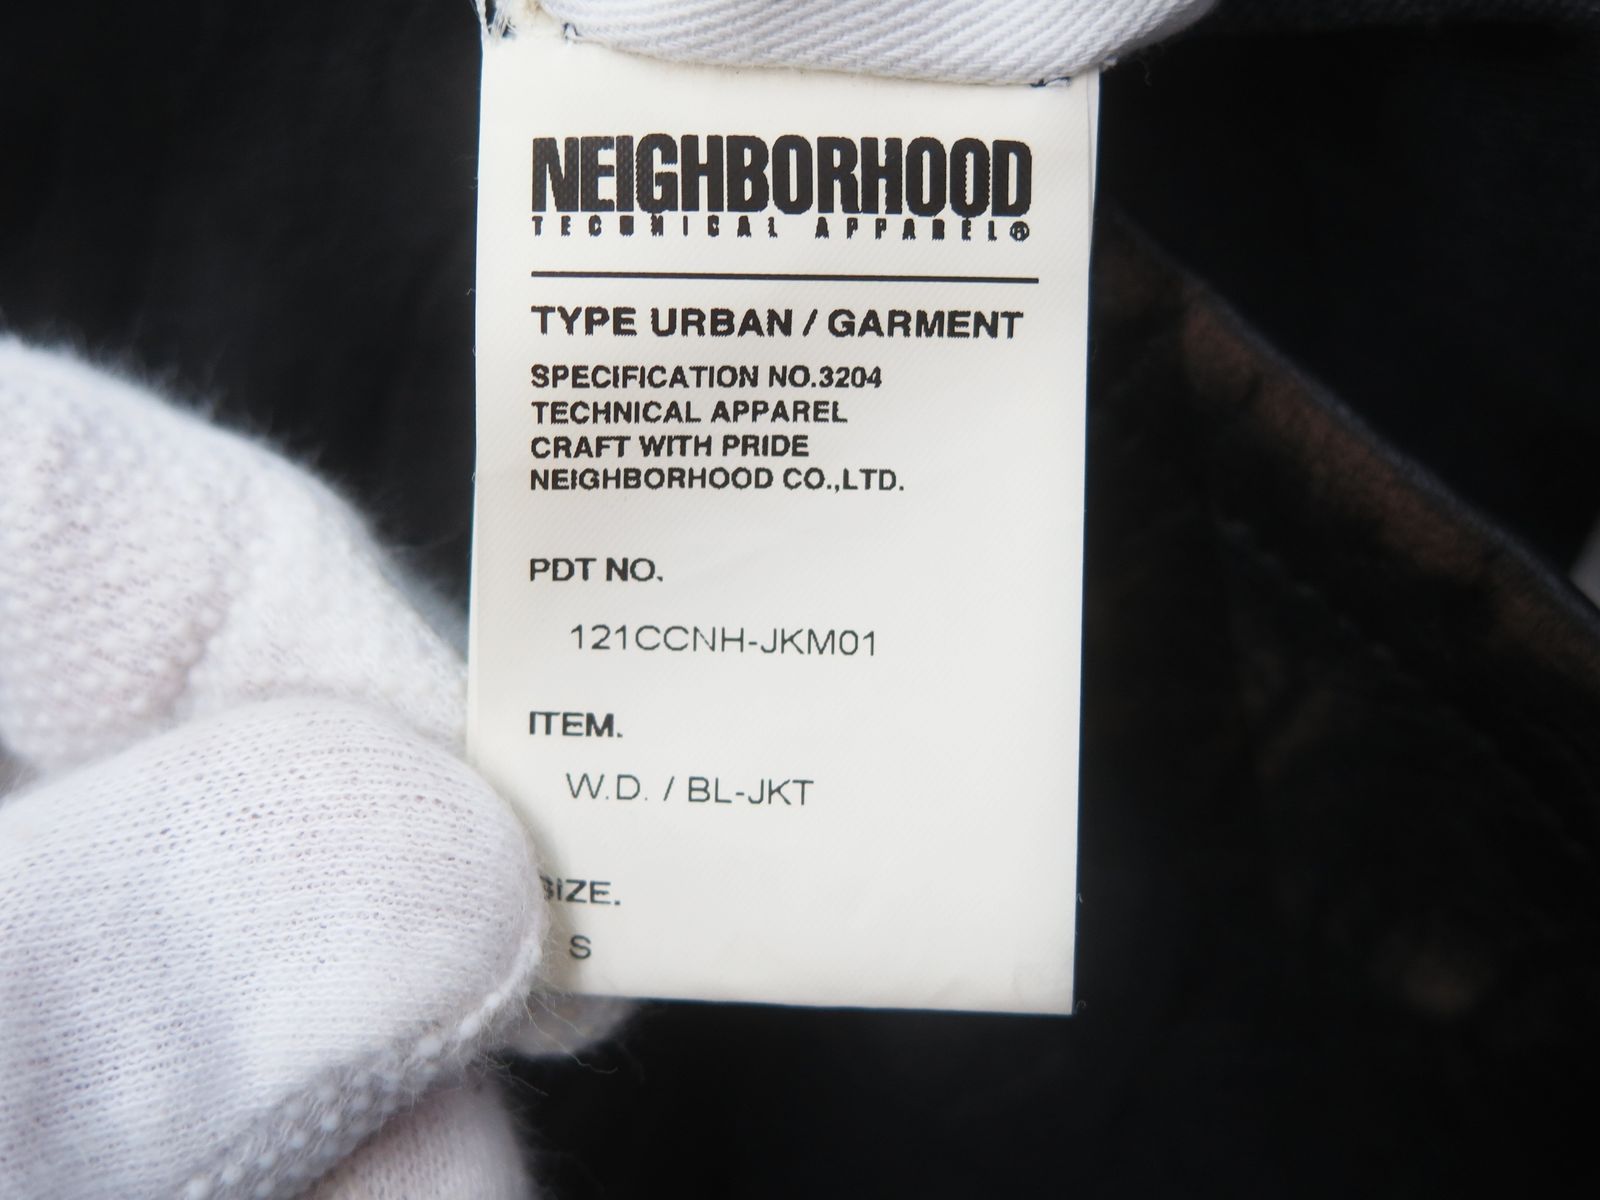 NEIGHBORHOOD
TECHNICAL APPAREL®
TYPE URBAN / GARMENT
SPECIFICATION NO.3204
TECHNICAL APPAREL
CRAFT WITH PRIDE
NEIGHBORHOOD CO.,LTD.
PDT NO.
121CCNH-JKM01
ITEM.
W.D. / BL-JKT
SIZE.
S